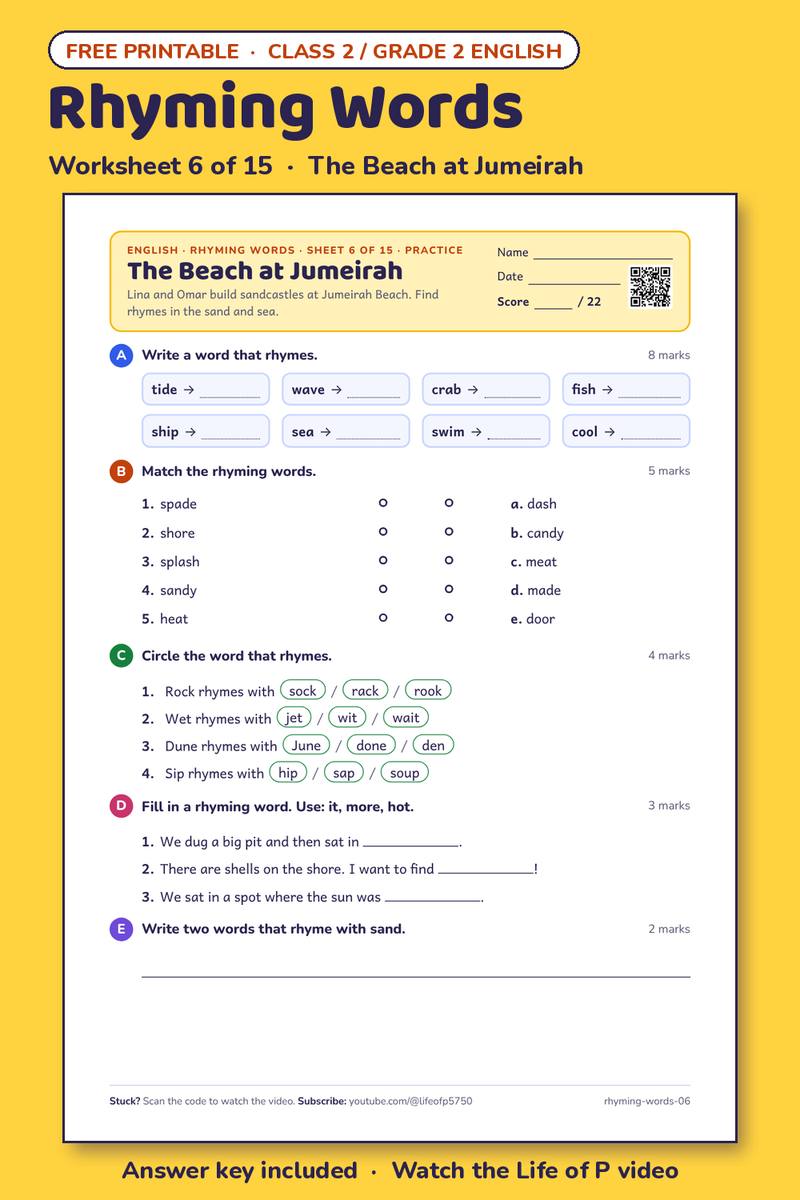 FREE PRINTABLE · CLASS 2 / GRADE 2 ENGLISH
Rhyming Words
Worksheet 6 of 15 · The Beach at Jumeirah
ENGLISH · RHYMING WORDS · SHEET 6 OF 15 · PRACTICE
The Beach at Jumeirah
Lina and Omar build sandcastles at Jumeirah Beach. Find
rhymes in the sand and sea.
Name
Date
Score / 22
A Write a word that rhymes. 8 marks
tide → wave → crab → fish →
ship → sea → swim → cool →
B Match the rhyming words. 5 marks
1. spade a. dash
2. shore b. candy
3. splash c. meat
4. sandy d. made
5. heat e. door
C Circle the word that rhymes. 4 marks
1. Rock rhymes with sock / rack / rook
2. Wet rhymes with jet / wit / wait
3. Dune rhymes with June / done / den
4. Sip rhymes with hip / sap / soup
D Fill in a rhyming word. Use: it, more, hot. 3 marks
1. We dug a big pit and then sat in ____________.
2. There are shells on the shore. I want to find ____________!
3. We sat in a spot where the sun was ____________.
E Write two words that rhyme with sand. 2 marks
Stuck? Scan the code to watch the video. Subscribe: youtube.com/@lifeofp5750 rhyming-words-06
Answer key included · Watch the Life of P video